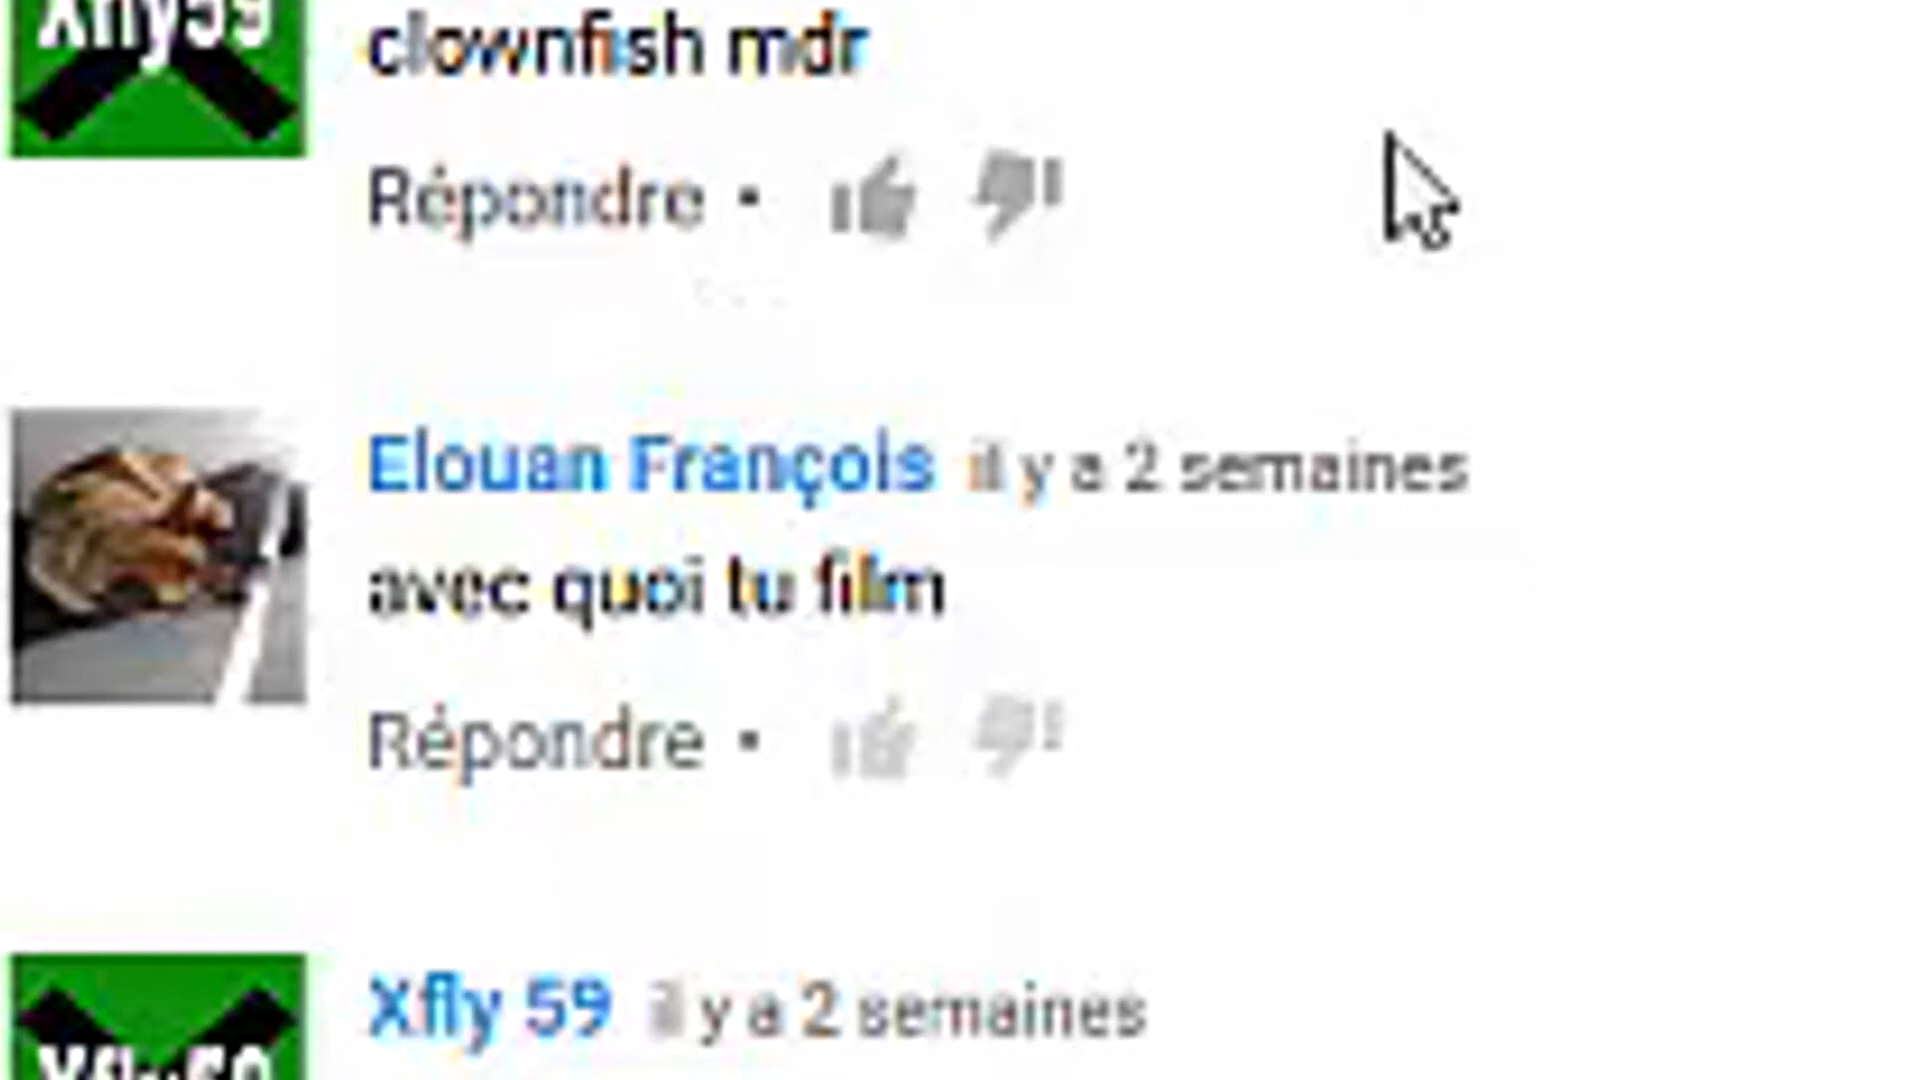 Xfly59
clownfish mdr
Répondre •
Elouan François il y a 2 semaines
avec quoi tu film
Répondre •
Xfly 59 il y a 2 semaines
Xfly59